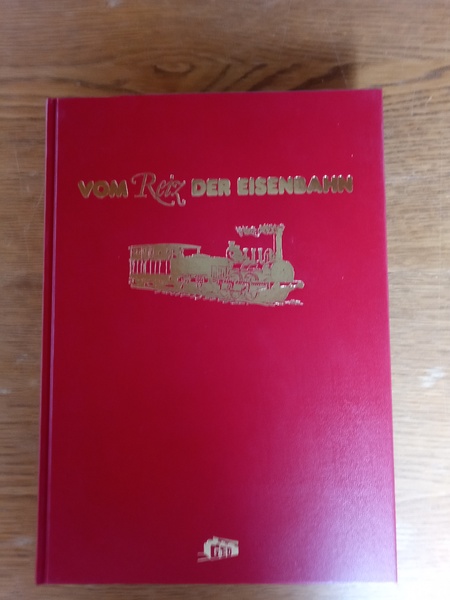 VOM Reiz DER EISENBAHN